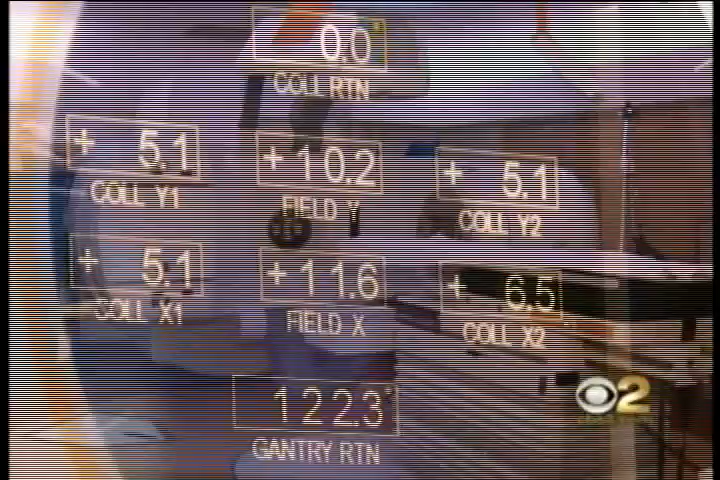 0.0°
COLL RTN
+ 5.1
COLL Y1
+10.2
FIELD Y
+ 5.1
COLL Y2
+ 5.1
COLL X1
+11.6
FIELD X
+ 6.5
COLL X2
122.3°
GANTRY RTN
2